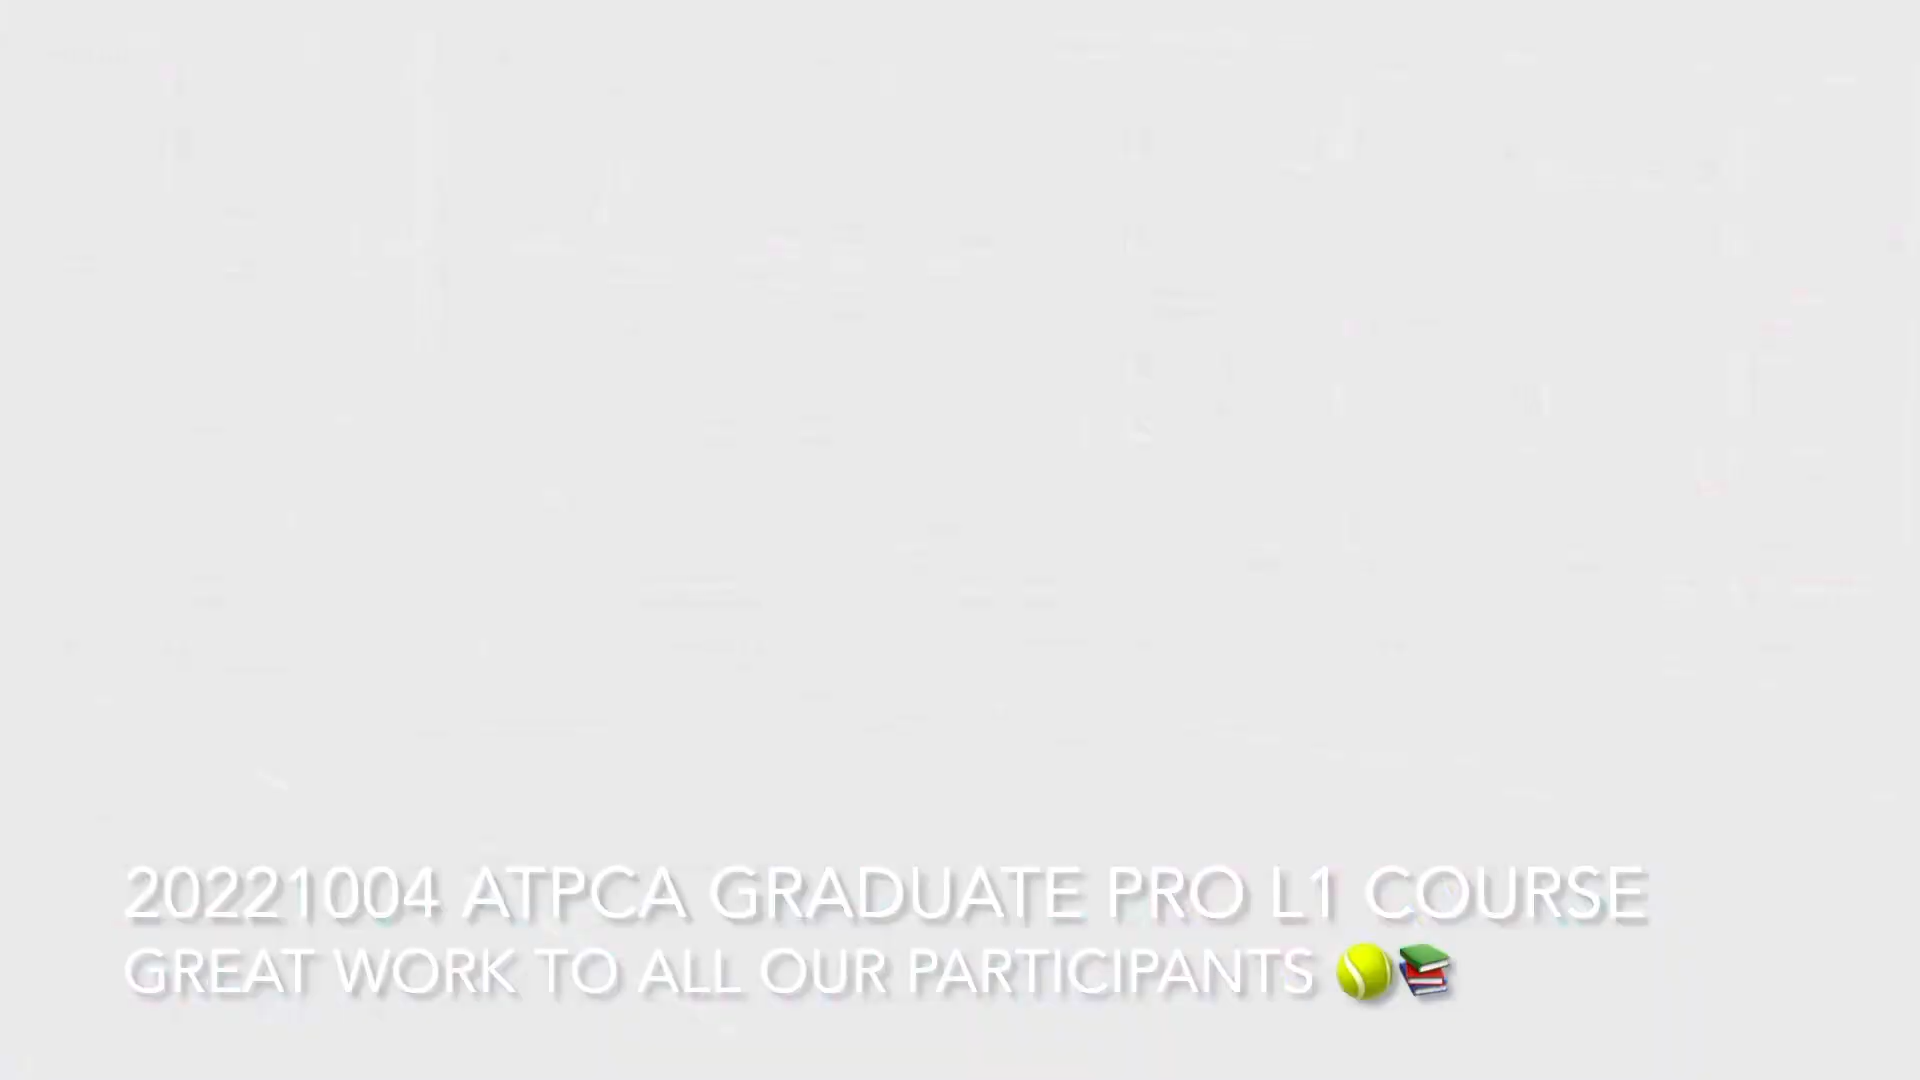 20221004 ATPCA GRADUATE PRO L1 COURSE
GREAT WORK TO ALL OUR PARTICIPANTS 🎾📚